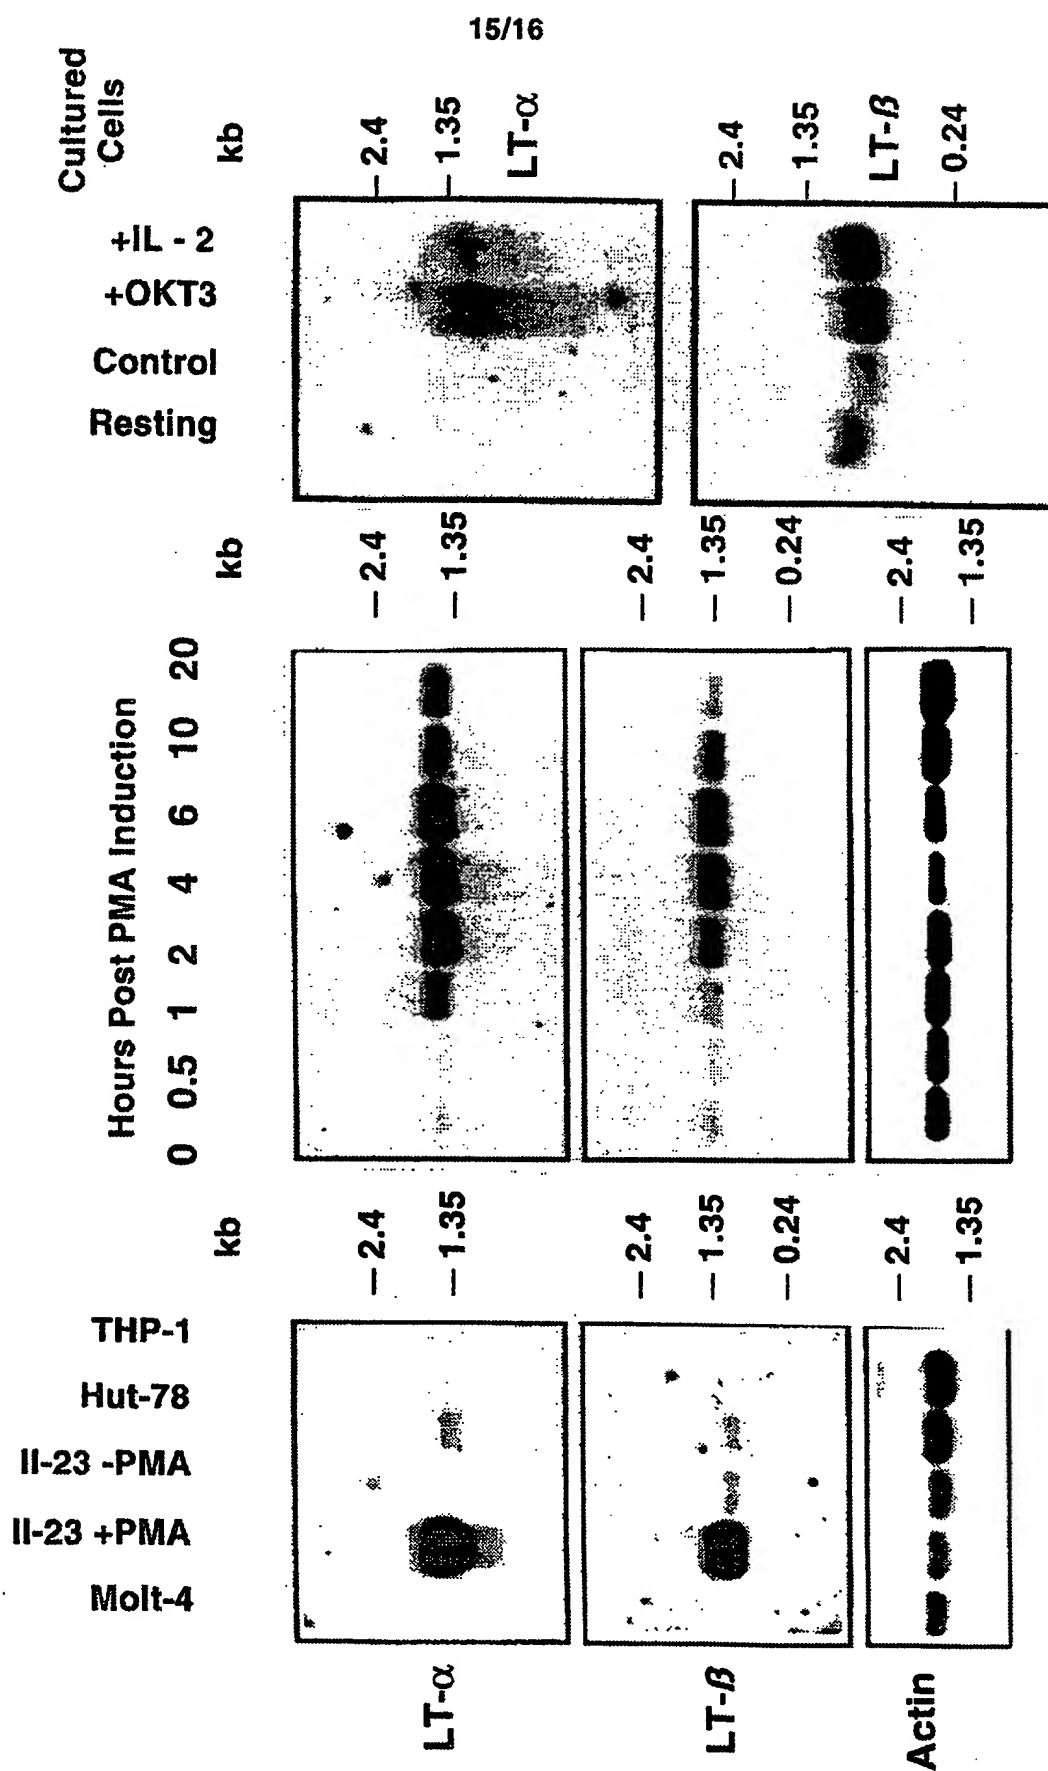 15/16
Cultured
Cells
kb
+IL - 2
+OKT3
Control
Resting
– 2.4
– 1.35
LT-α
– 2.4
– 1.35
LT-β
– 0.24
Hours Post PMA Induction
0 0.5 1 2 4 6 10 20
kb
– 2.4
– 1.35
– 2.4
– 1.35
– 0.24
– 2.4
– 1.35
THP-1
Hut-78
II-23 -PMA
II-23 +PMA
Molt-4
kb
– 2.4
– 1.35
– 2.4
– 1.35
– 0.24
– 2.4
– 1.35
LT-α
LT-β
Actin